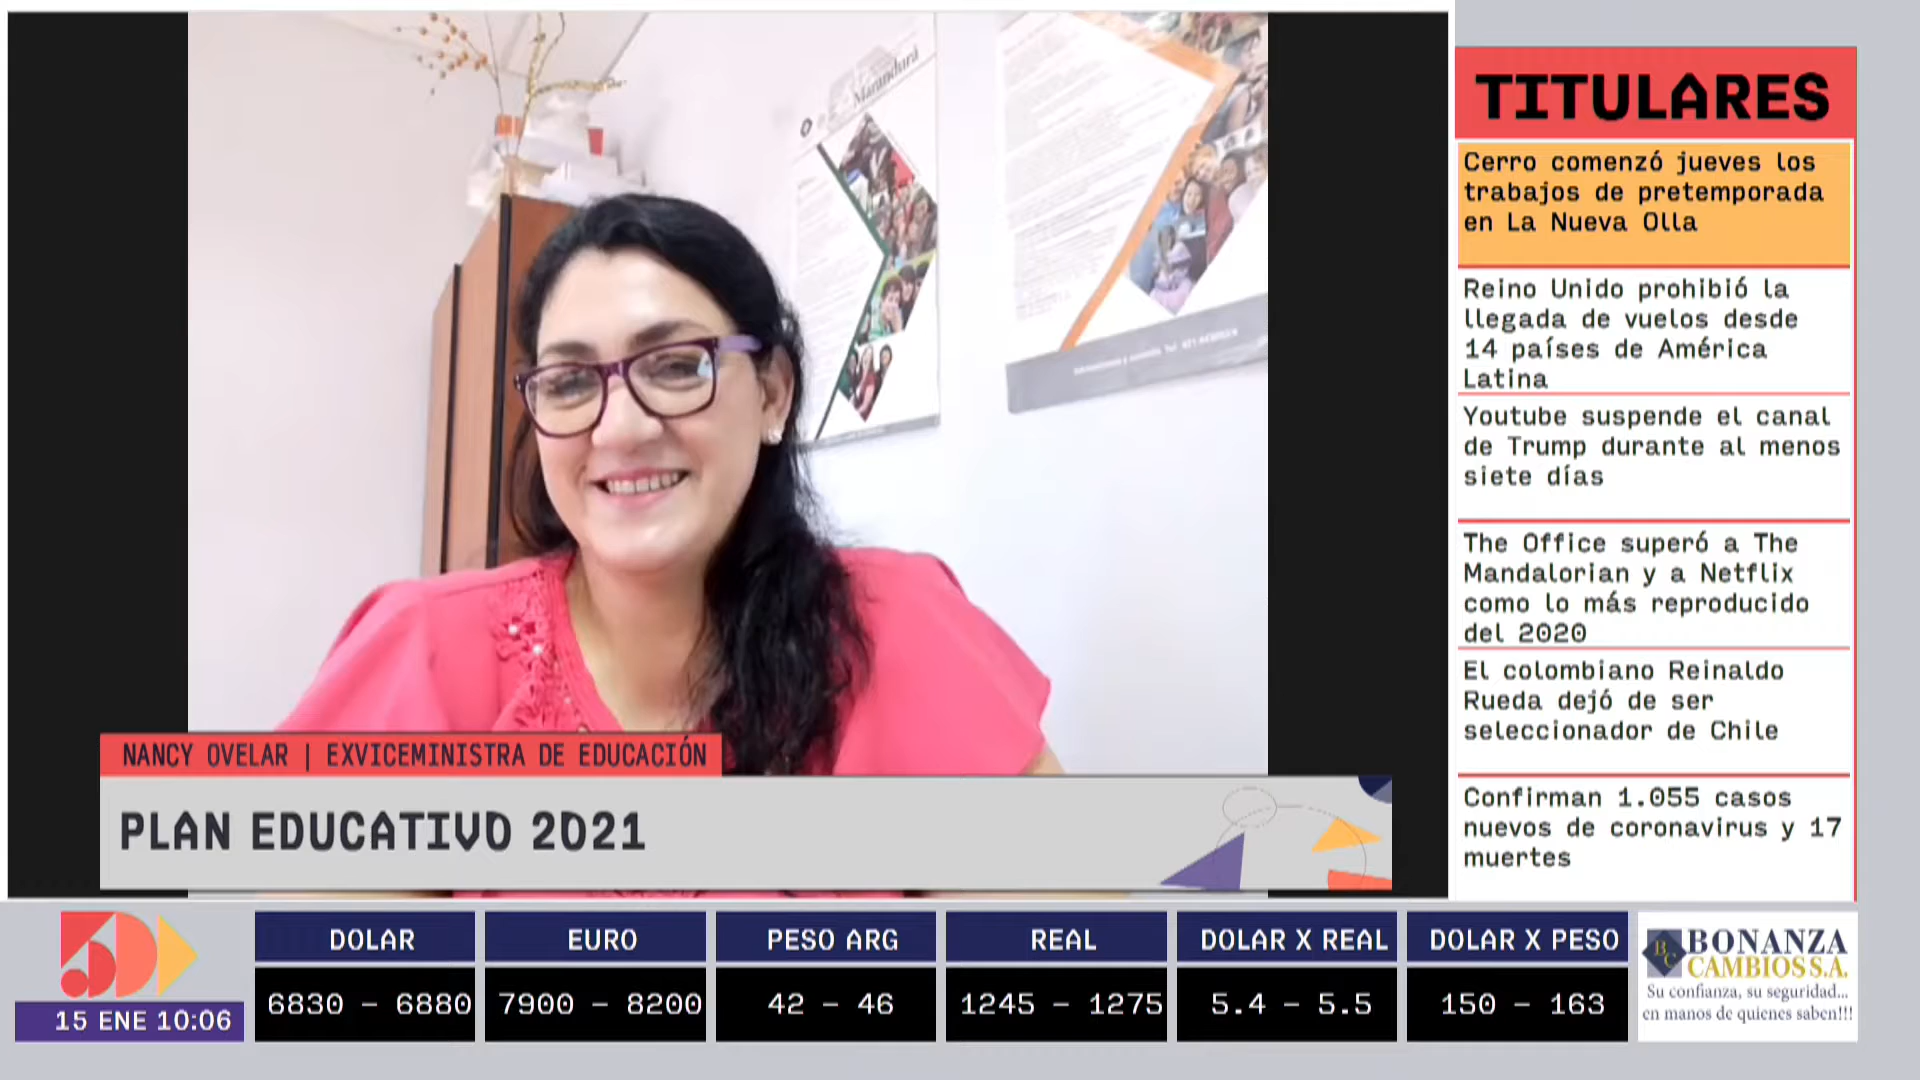 Marandurá
TITULARES
Cerro comenzó jueves los
trabajos de pretemporada
en La Nueva Olla
Reino Unido prohibió la
llegada de vuelos desde
14 países de América
Latina
Youtube suspende el canal
de Trump durante al menos
siete días
The Office superó a The
Mandalorian y a Netflix
como lo más reproducido
del 2020
El colombiano Reinaldo
Rueda dejó de ser
seleccionador de Chile
Confirman 1.055 casos
nuevos de coronavirus y 17
muertes
NANCY OVELAR | EXVICEMINISTRA DE EDUCACIÓN
PLAN EDUCATIVO 2021
15 ENE 10:06
DOLAR
6830 - 6880
EURO
7900 - 8200
PESO ARG
42 - 46
REAL
1245 - 1275
DOLAR X REAL
5.4 - 5.5
DOLAR X PESO
150 - 163
BC
BONANZA
CAMBIOS S.A.
Su confianza, su seguridad...
en manos de quienes saben!!!